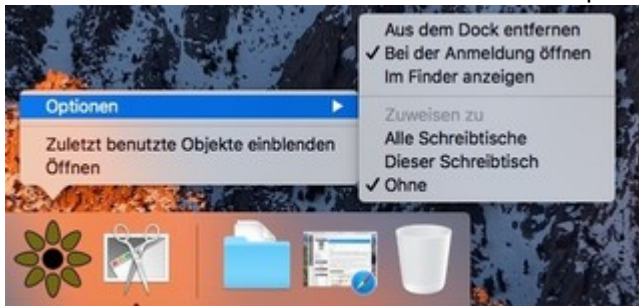 Optionen
Zuletzt benutzte Objekte einblenden
Öffnen
Aus dem Dock entfernen
✓ Bei der Anmeldung öffnen
Im Finder anzeigen
Zuweisen zu
Alle Schreibtische
Dieser Schreibtisch
✓ Ohne